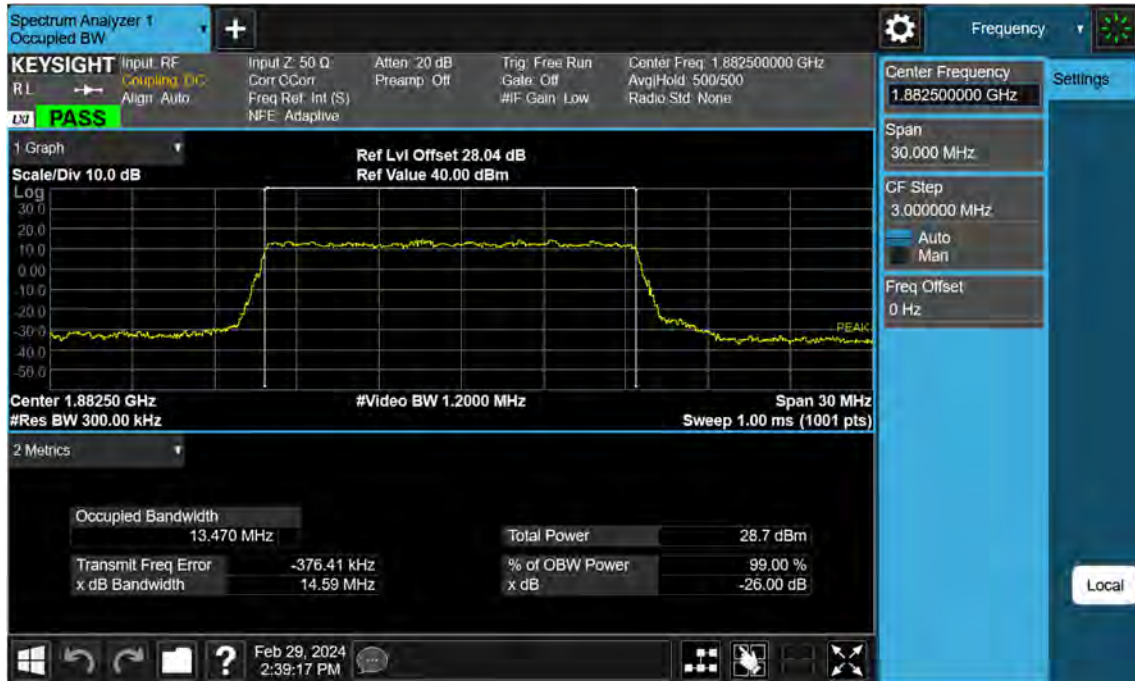 Spectrum Analyzer 1
Occupied BW
+
Frequency
KEYSIGHT Input: RF Input Z: 50 Ω Atten: 20 dB Trig: Free Run Center Freq: 1.882500000 GHz
R L Coupling: DC Corr CCorr Preamp: Off Gate: Off Avg|Hold: 500/500
Align: Auto Freq Ref: Int (S) #IF Gain: Low Radio Std: None
LXI PASS NFE: Adaptive
1 Graph
Ref Lvl Offset 28.04 dB
Scale/Div 10.0 dB Ref Value 40.00 dBm
Log
30.0
20.0
10.0
0.00
-10.0
-20.0
-30.0
-40.0
-50.0
PEAK
Center 1.88250 GHz #Video BW 1.2000 MHz Span 30 MHz
#Res BW 300.00 kHz Sweep 1.00 ms (1001 pts)
2 Metrics
Occupied Bandwidth
13.470 MHz
Total Power 28.7 dBm
Transmit Freq Error -376.41 kHz % of OBW Power 99.00 %
x dB Bandwidth 14.59 MHz x dB -26.00 dB
Center Frequency
1.882500000 GHz
Settings
Span
30.000 MHz
CF Step
3.000000 MHz
Auto
Man
Freq Offset
0 Hz
Local
?
Feb 29, 2024
2:39:17 PM